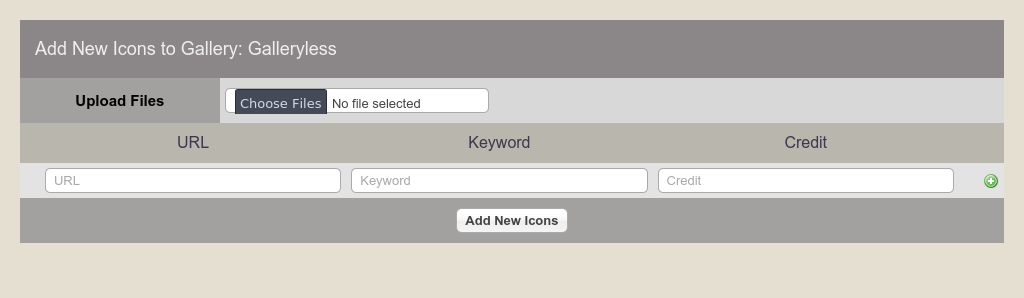 Add New Icons to Gallery: Galleryless
Upload Files Choose Files No file selected
URL Keyword Credit
URL Keyword Credit
Add New Icons